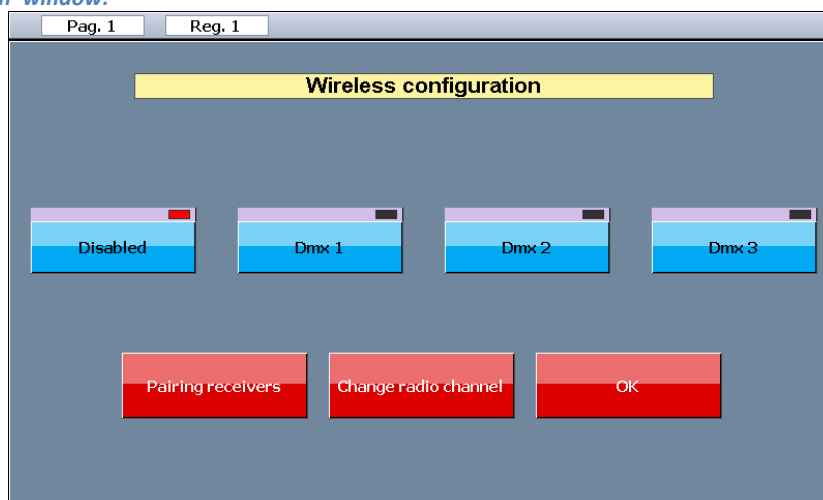 window.
Pag. 1 Reg. 1
Wireless configuration
Disabled Dmx 1 Dmx 2 Dmx 3
Pairing receivers Change radio channel OK